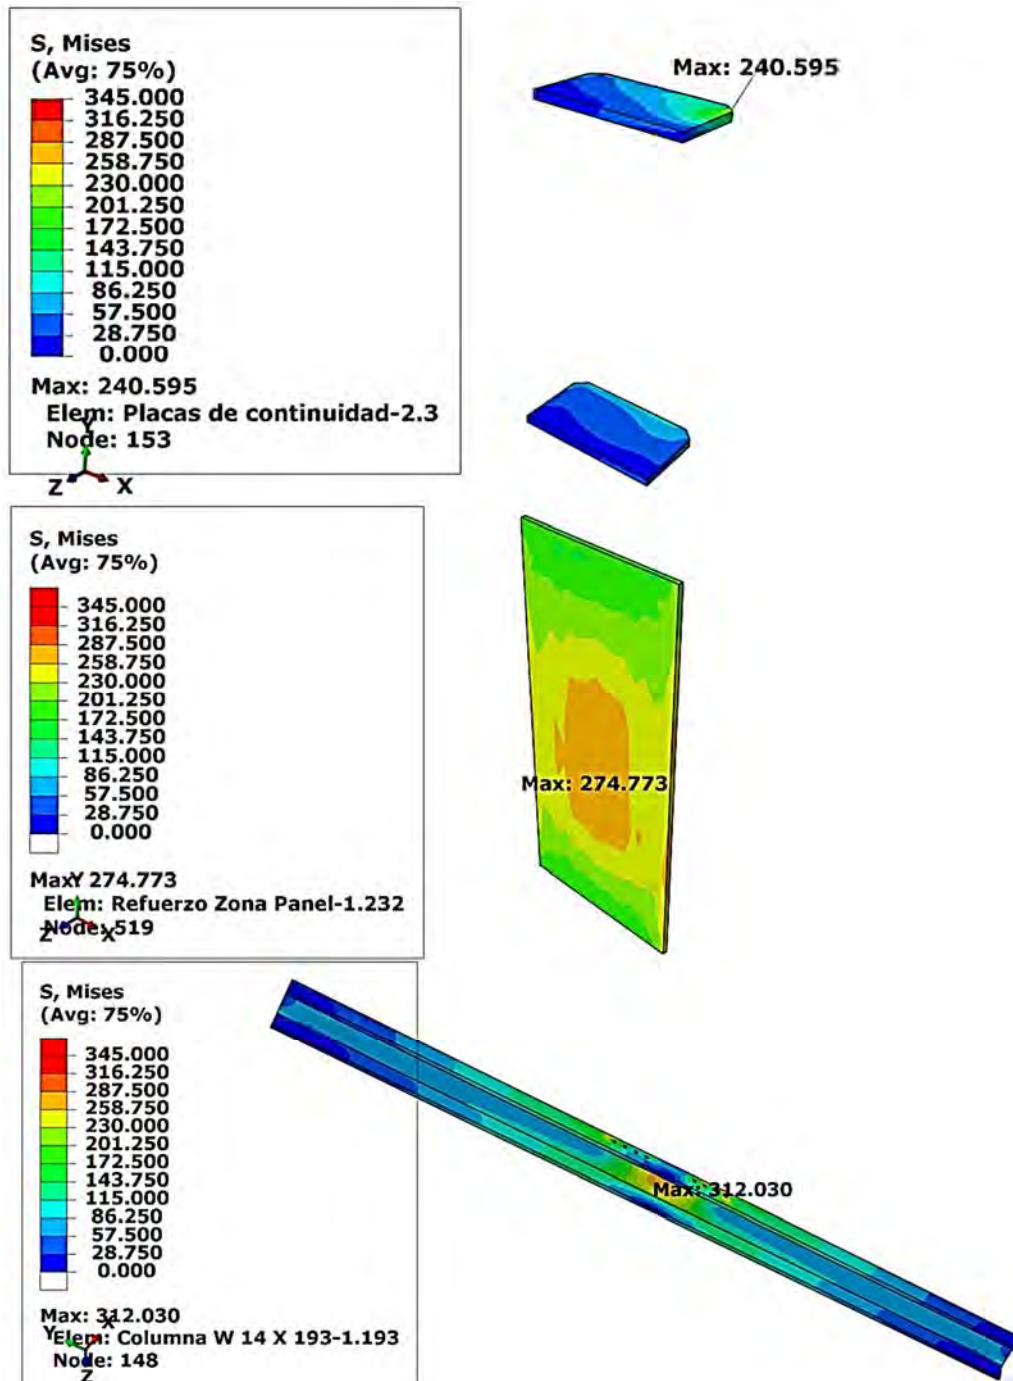 S, Mises
(Avg: 75%)
345.000
316.250
287.500
258.750
230.000
201.250
172.500
143.750
115.000
86.250
57.500
28.750
0.000
Max: 240.595
Elem: Placas de continuidad-2.3
Node: 153
Y
Z
X
Max: 240.595
S, Mises
(Avg: 75%)
345.000
316.250
287.500
258.750
230.000
201.250
172.500
143.750
115.000
86.250
57.500
28.750
0.000
Max: 274.773
Y
Elem: Refuerzo Zona Panel-1.232
Node: 519
Z
X
Max: 274.773
S, Mises
(Avg: 75%)
345.000
316.250
287.500
258.750
230.000
201.250
172.500
143.750
115.000
86.250
57.500
28.750
0.000
Max: 312.030
X
Y
Elem: Columna W 14 X 193-1.193
Node: 148
Z
Max: 312.030